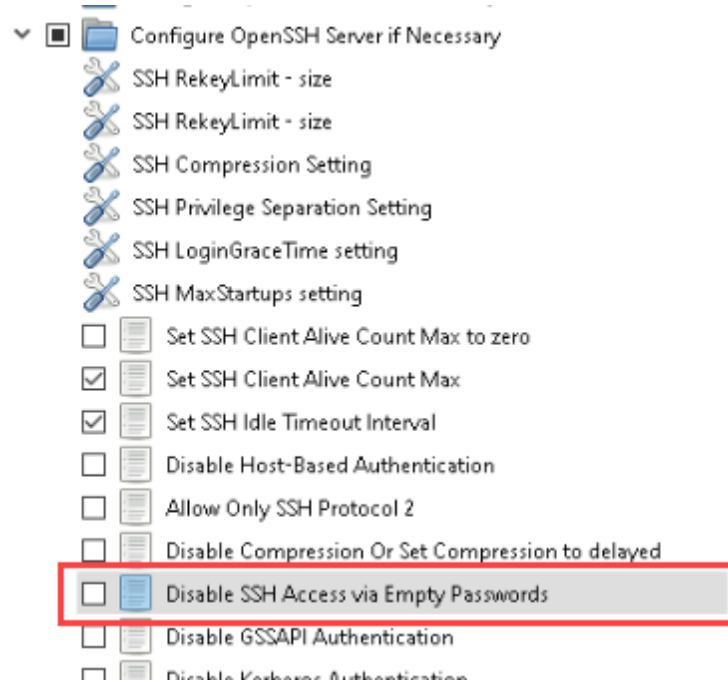 Configure OpenSSH Server if Necessary
SSH RekeyLimit - size
SSH RekeyLimit - size
SSH Compression Setting
SSH Privilege Separation Setting
SSH LoginGraceTime setting
SSH MaxStartups setting
Set SSH Client Alive Count Max to zero
Set SSH Client Alive Count Max
Set SSH Idle Timeout Interval
Disable Host-Based Authentication
Allow Only SSH Protocol 2
Disable Compression Or Set Compression to delayed
Disable SSH Access via Empty Passwords
Disable GSSAPI Authentication
Disable Kerberos Authentication